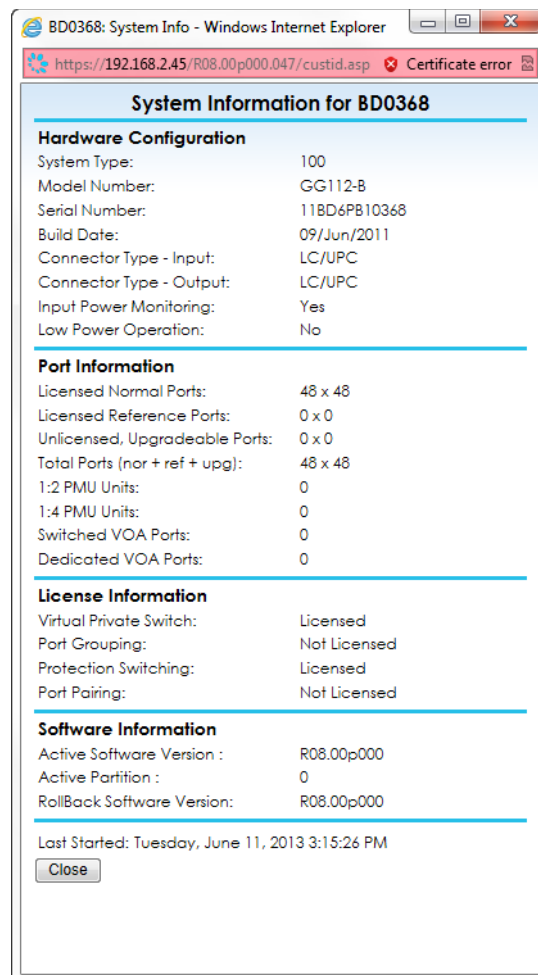 BD0368: System Info - Windows Internet Explorer
https://192.168.2.45/R08.00p000.047/custid.asp Certificate error
System Information for BD0368
Hardware Configuration
System Type: 100
Model Number: GG112-B
Serial Number: 11BD6PB10368
Build Date: 09/Jun/2011
Connector Type - Input: LC/UPC
Connector Type - Output: LC/UPC
Input Power Monitoring: Yes
Low Power Operation: No
Port Information
Licensed Normal Ports: 48 x 48
Licensed Reference Ports: 0 x 0
Unlicensed, Upgradeable Ports: 0 x 0
Total Ports (nor + ref + upg): 48 x 48
1:2 PMU Units: 0
1:4 PMU Units: 0
Switched VOA Ports: 0
Dedicated VOA Ports: 0
License Information
Virtual Private Switch: Licensed
Port Grouping: Not Licensed
Protection Switching: Licensed
Port Pairing: Not Licensed
Software Information
Active Software Version : R08.00p000
Active Partition : 0
RollBack Software Version: R08.00p000
Last Started: Tuesday, June 11, 2013 3:15:26 PM
Close